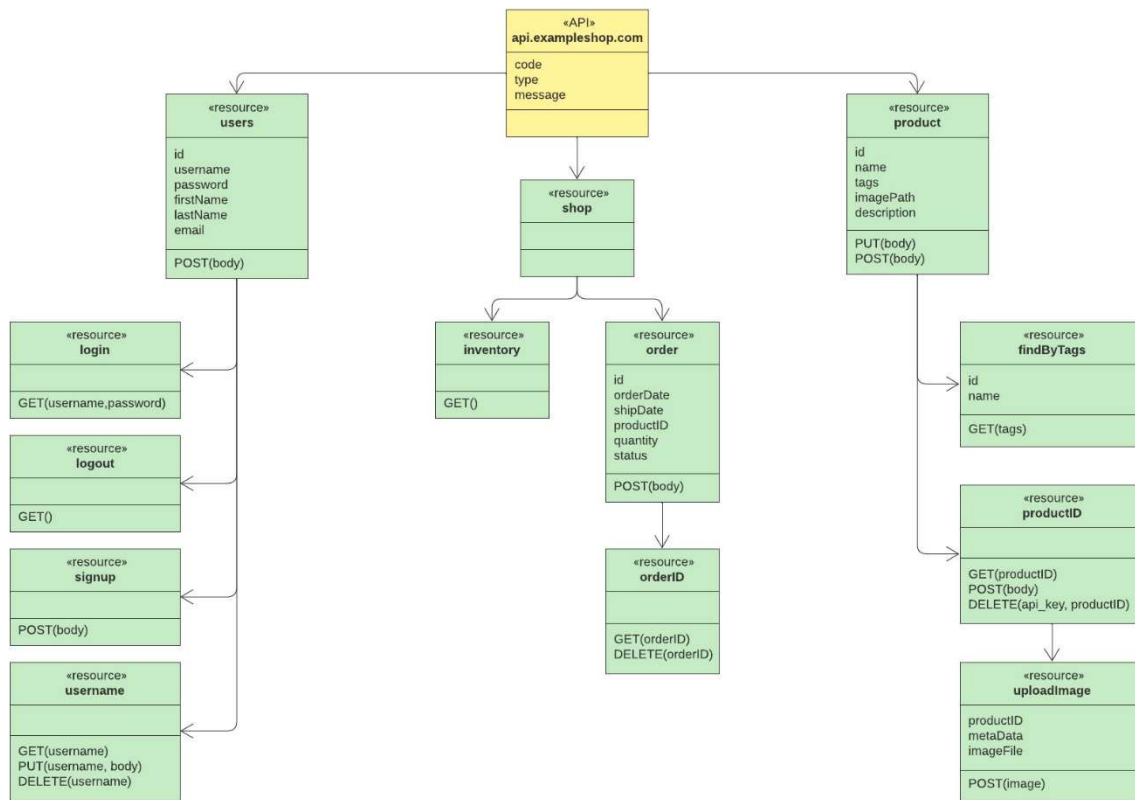 «API»
api.exampleshop.com
code
type
message
«resource»
users
id
username
password
firstName
lastName
email
POST(body)
«resource»
login
GET(username,password)
«resource»
logout
GET()
«resource»
signup
POST(body)
«resource»
username
GET(username)
PUT(username, body)
DELETE(username)
«resource»
shop
«resource»
inventory
GET()
«resource»
order
id
orderDate
shipDate
productID
quantity
status
POST(body)
«resource»
orderID
GET(orderID)
DELETE(orderID)
«resource»
product
id
name
tags
imagePath
description
PUT(body)
POST(body)
«resource»
findByTags
id
name
GET(tags)
«resource»
productID
GET(productID)
POST(body)
DELETE(api_key, productID)
«resource»
uploadImage
productID
metaData
imageFile
POST(image)